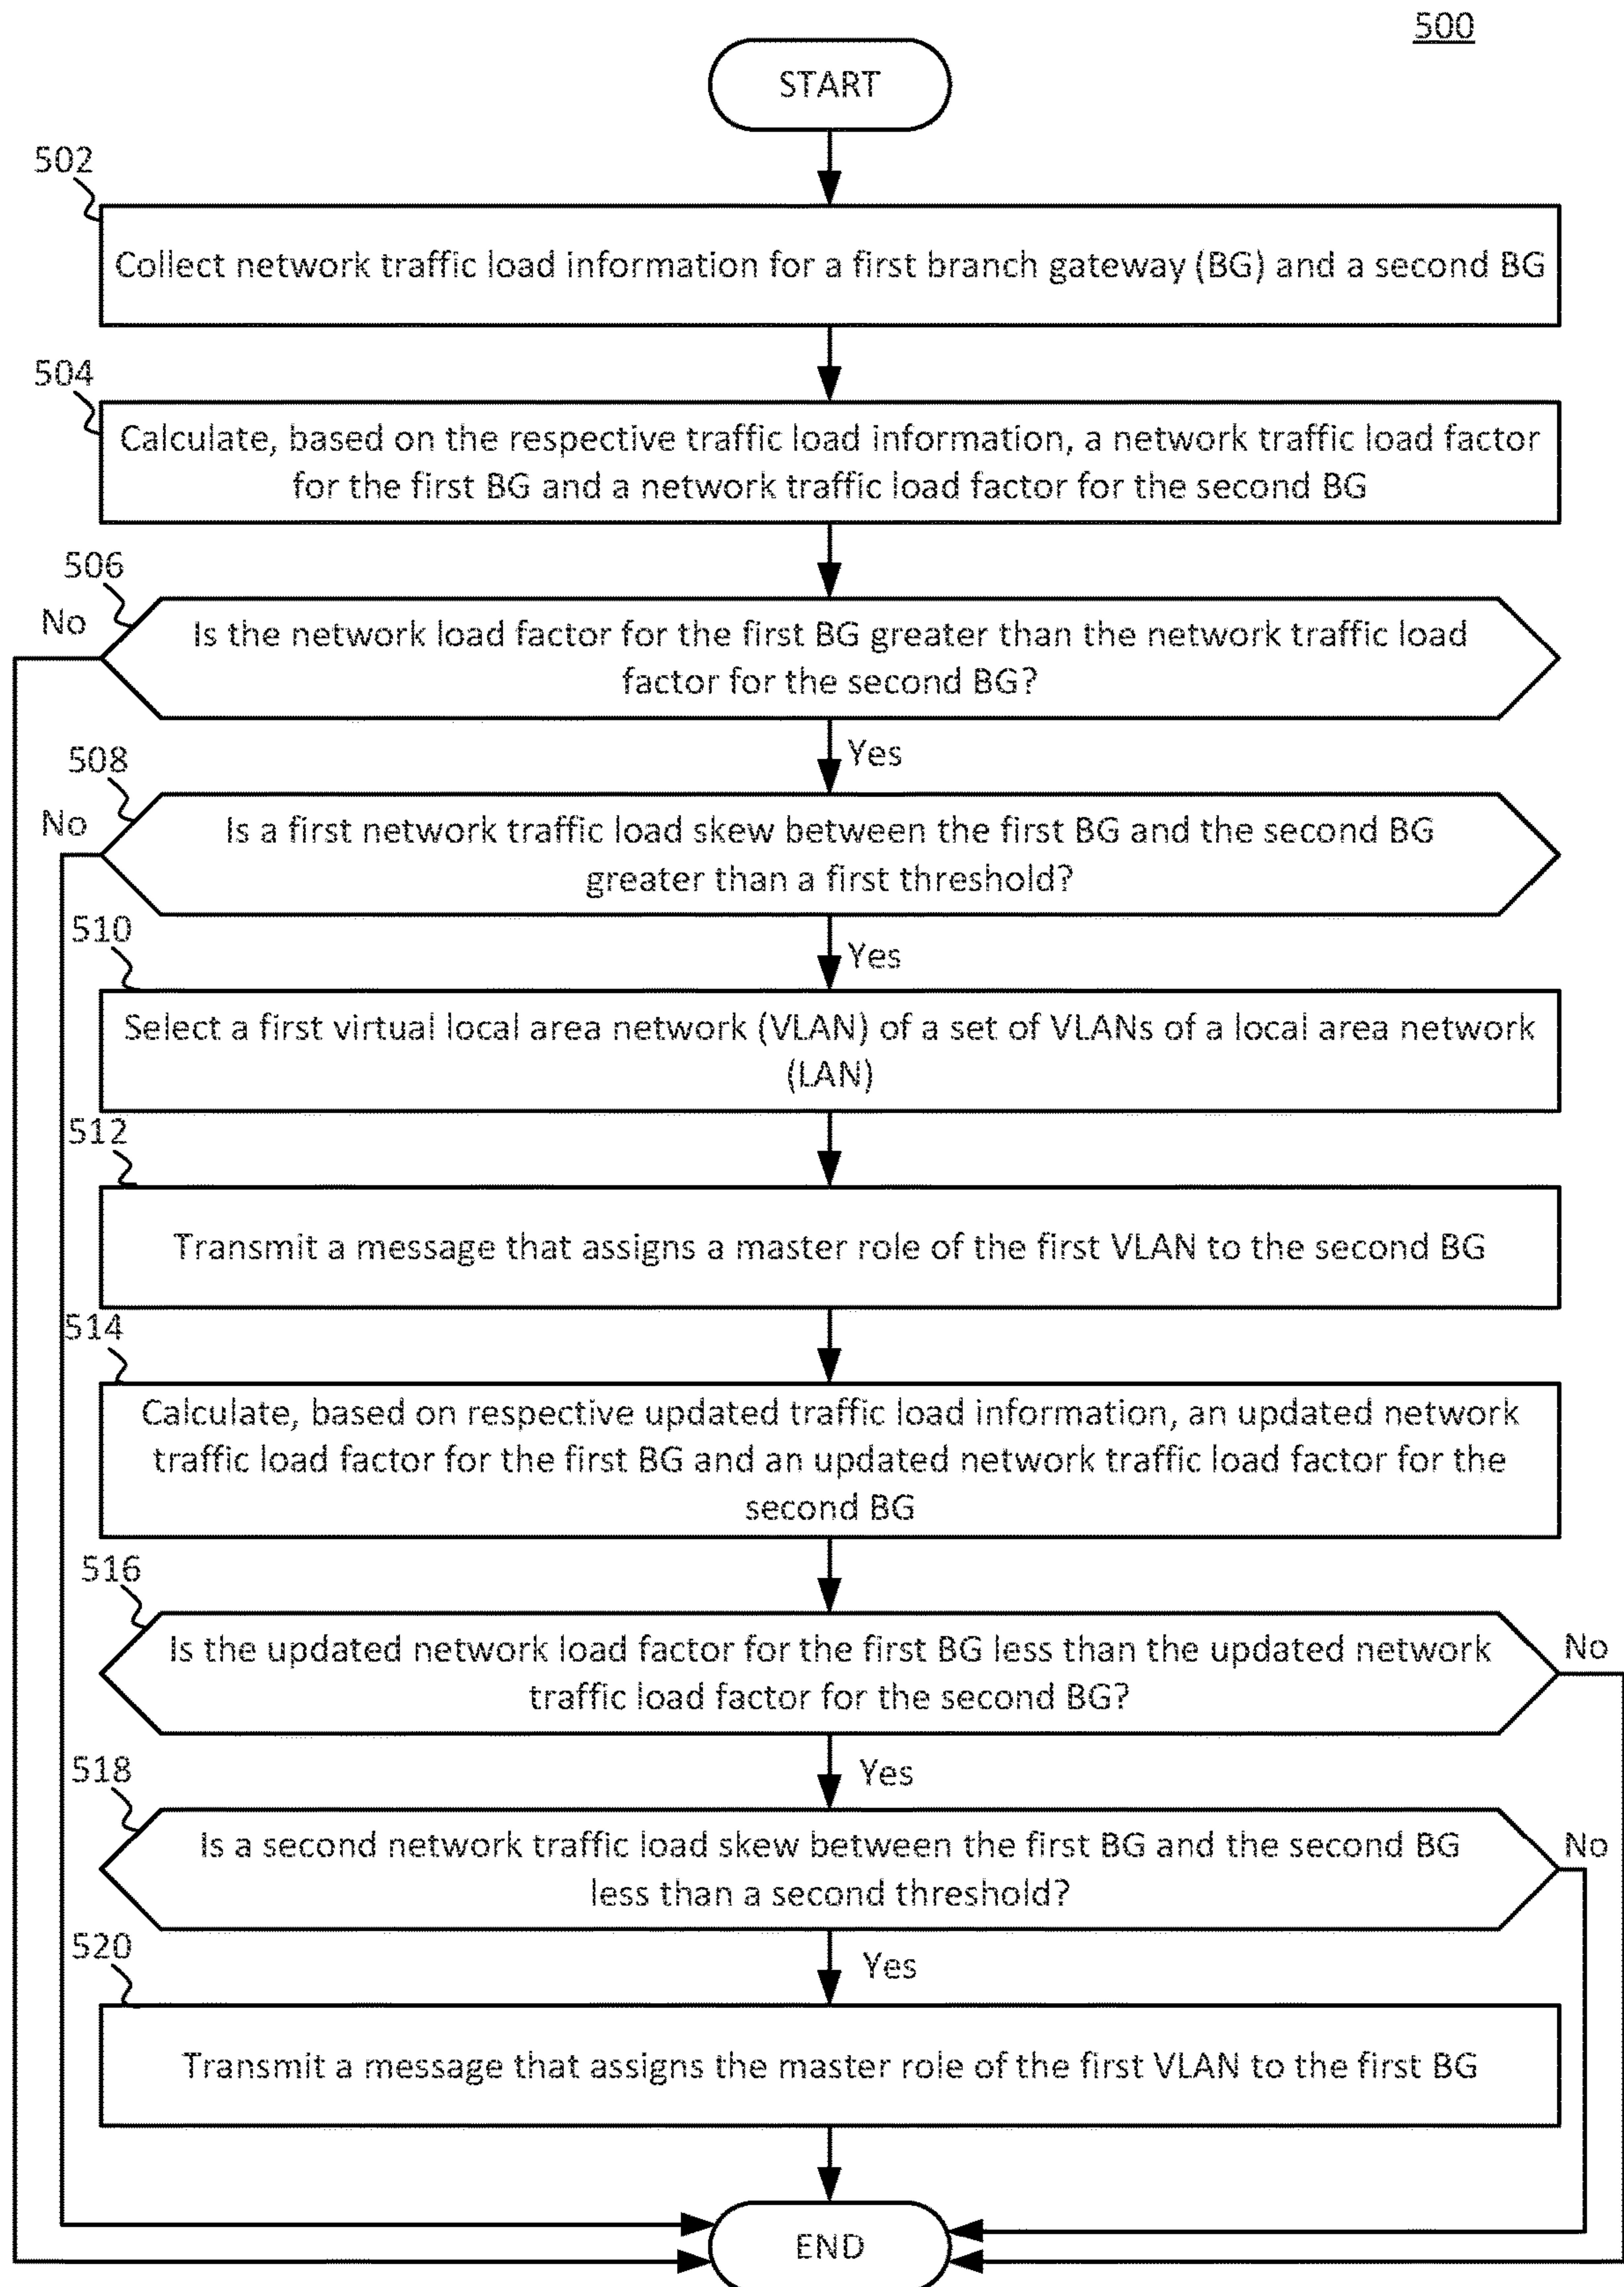 500
START
502
Collect network traffic load information for a first branch gateway (BG) and a second BG
504
Calculate, based on the respective traffic load information, a network traffic load factor
for the first BG and a network traffic load factor for the second BG
506
No
Is the network load factor for the first BG greater than the network traffic load
factor for the second BG?
Yes
508
No
Is a first network traffic load skew between the first BG and the second BG
greater than a first threshold?
Yes
510
Select a first virtual local area network (VLAN) of a set of VLANs of a local area network
(LAN)
512
Transmit a message that assigns a master role of the first VLAN to the second BG
514
Calculate, based on respective updated traffic load information, an updated network
traffic load factor for the first BG and an updated network traffic load factor for the
second BG
516
Is the updated network load factor for the first BG less than the updated network
traffic load factor for the second BG?
No
Yes
518
Is a second network traffic load skew between the first BG and the second BG
less than a second threshold?
No
Yes
520
Transmit a message that assigns the master role of the first VLAN to the first BG
END